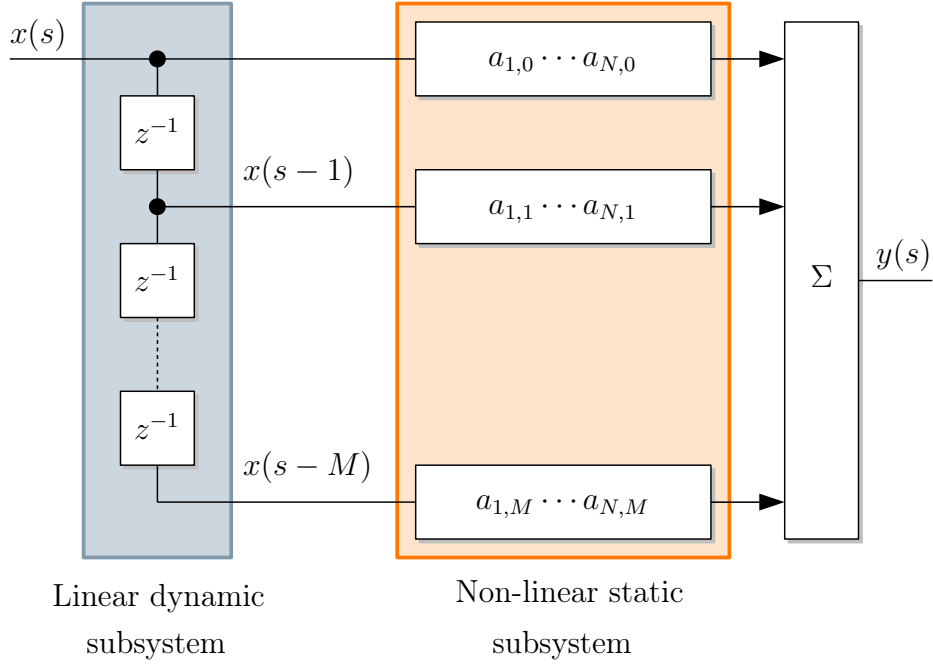 x(s)
a_{1,0} ··· a_{N,0}
z^{-1}
x(s − 1)
a_{1,1} ··· a_{N,1}
z^{-1}
Σ
y(s)
z^{-1}
x(s − M)
a_{1,M} ··· a_{N,M}
Linear dynamic
subsystem
Non-linear static
subsystem